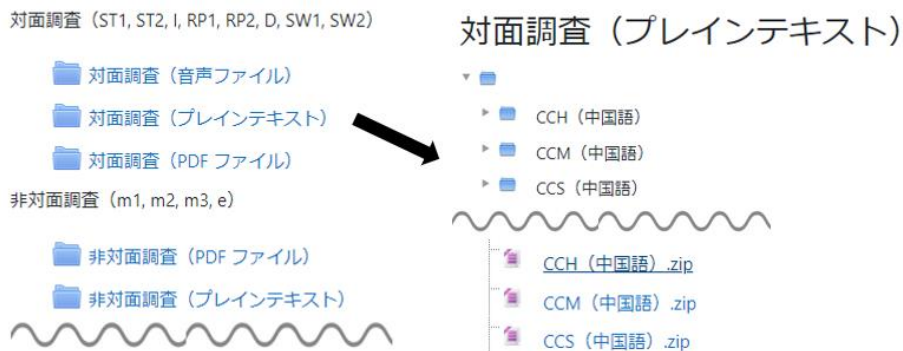 対面調査（ST1, ST2, I, RP1, RP2, D, SW1, SW2）
対面調査（音声ファイル）
対面調査（プレインテキスト）
対面調査（PDF ファイル）
非対面調査（m1, m2, m3, e）
非対面調査（PDF ファイル）
非対面調査（プレインテキスト）
対面調査（プレインテキスト）
CCH（中国語）
CCM（中国語）
CCS（中国語）
CCH（中国語）.zip
CCM（中国語）.zip
CCS（中国語）.zip